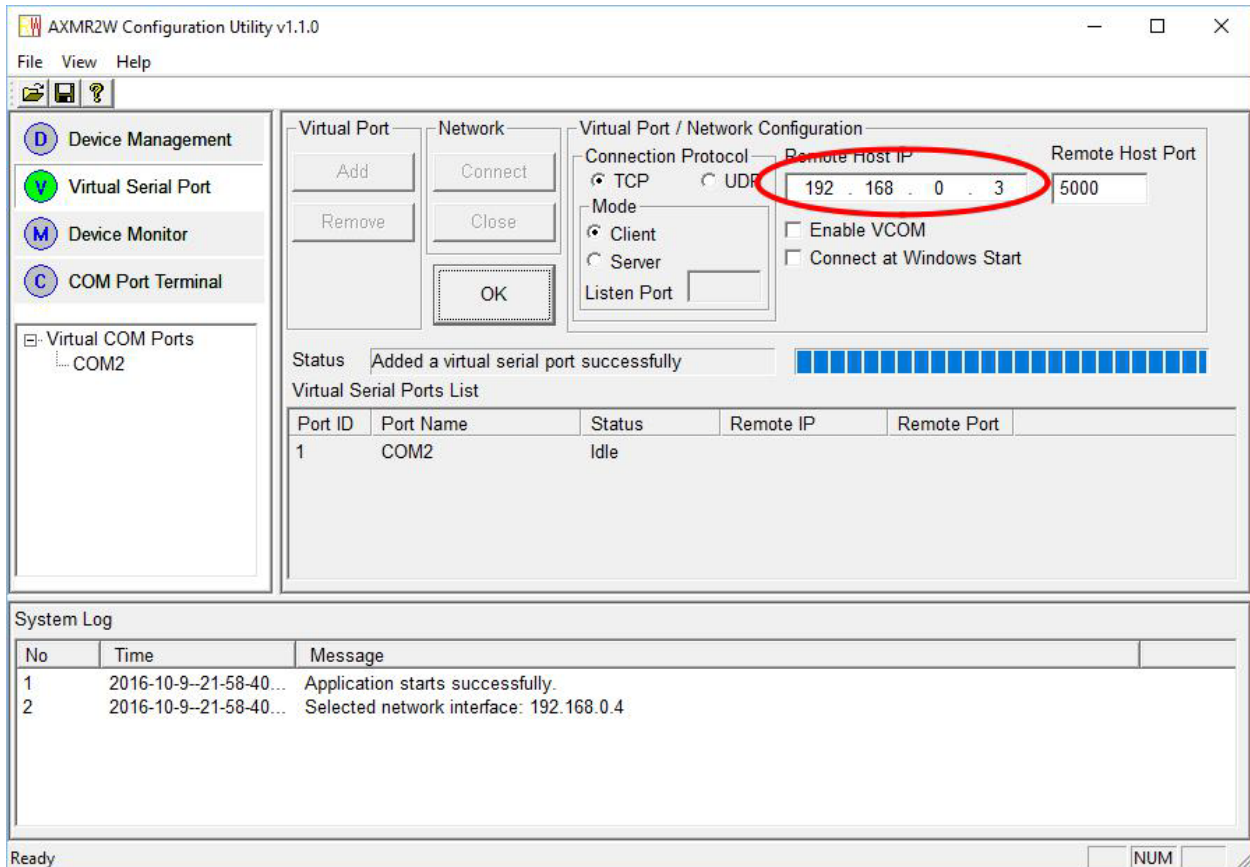 AXMR2W Configuration Utility v1.1.0
File View Help
D Device Management
V Virtual Serial Port
M Device Monitor
C COM Port Terminal
Virtual COM Ports
COM2
Virtual Port
Add
Remove
Network
Connect
Close
OK
Virtual Port / Network Configuration
Connection Protocol
TCP UDP
Mode
Client
Server
Listen Port
Remote Host IP
192 . 168 . 0 . 3
Enable VCOM
Connect at Windows Start
Remote Host Port
5000
Status Added a virtual serial port successfully
Virtual Serial Ports List
Port ID Port Name Status Remote IP Remote Port
1 COM2 Idle
System Log
No Time Message
1 2016-10-9--21-58-40... Application starts successfully.
2 2016-10-9--21-58-40... Selected network interface: 192.168.0.4
Ready NUM